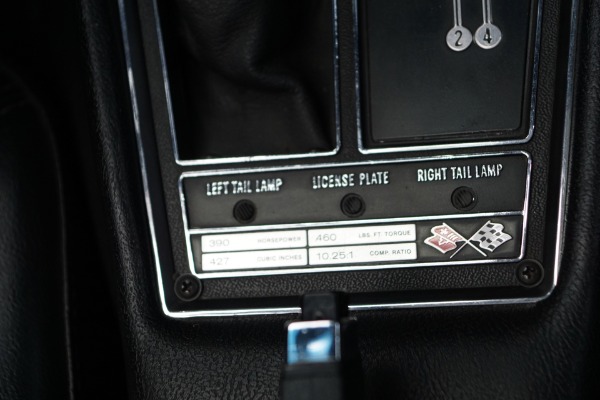 2 4
LEFT TAIL LAMP LICENSE PLATE RIGHT TAIL LAMP
390 HORSEPOWER 460 LBS. FT. TORQUE
427 CUBIC INCHES 10.25:1 COMP. RATIO